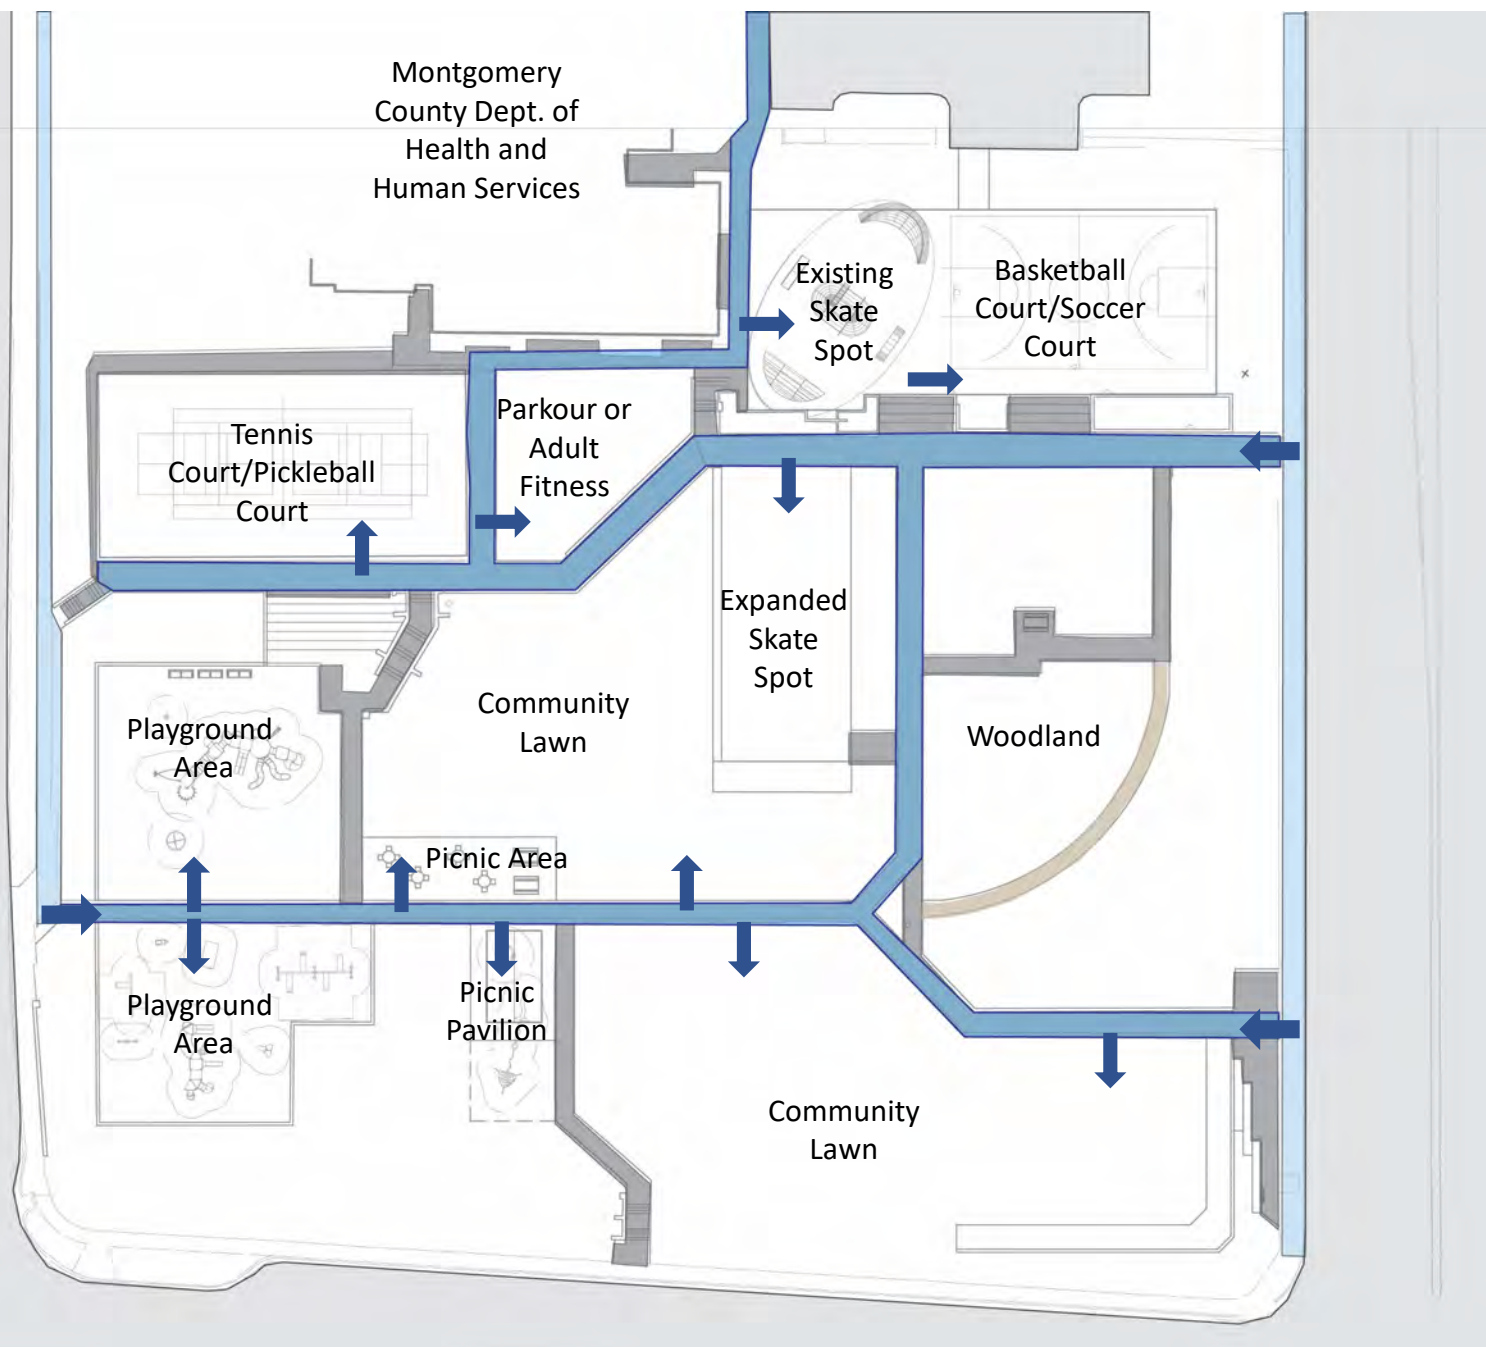 Montgomery
County Dept. of
Health and
Human Services
Existing
Skate
Spot
Basketball
Court/Soccer
Court
Tennis
Court/Pickleball
Court
Parkour or
Adult
Fitness
Expanded
Skate
Spot
Community
Lawn
Playground
Area
Woodland
Picnic Area
Playground
Area
Picnic
Pavilion
Community
Lawn